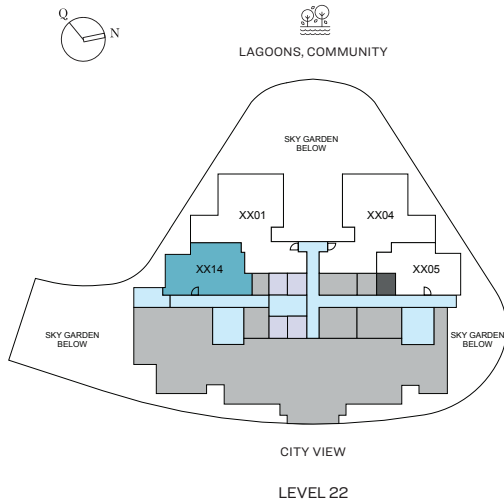 Q
N
LAGOONS, COMMUNITY
SKY GARDEN
BELOW
XX01
XX04
XX14
XX05
SKY GARDEN
BELOW
SKY GARDEN
BELOW
CITY VIEW
LEVEL 22